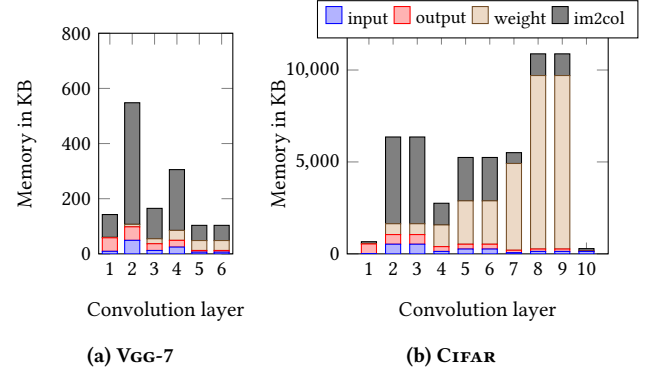 input output weight im2col
800
600
400
200
0
Memory in KB
1 2 3 4 5 6
Convolution layer
(a) VGG-7
10,000
5,000
0
Memory in KB
1 2 3 4 5 6 7 8 9 10
Convolution layer
(b) CIFAR